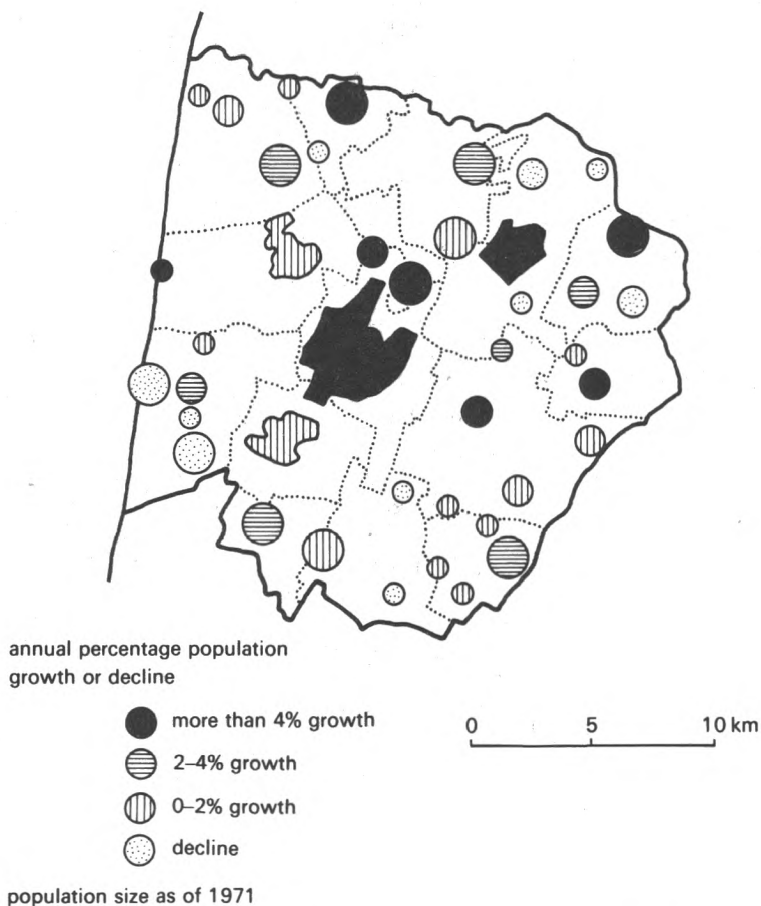 annual percentage population
growth or decline
more than 4% growth
2–4% growth
0–2% growth
decline
0 5 10 km
population size as of 1971